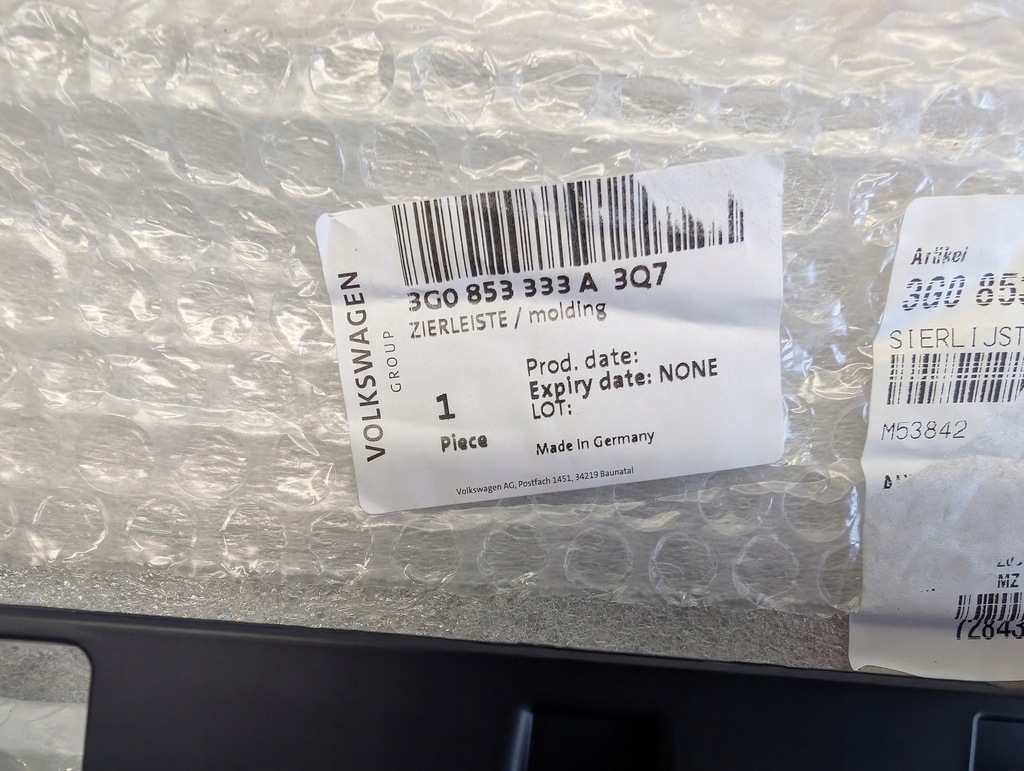 VOLKSWAGEN
GROUP
3G0 853 333 A 3Q7
ZIERLEISTE / molding
1
Piece
Prod. date:
Expiry date: NONE
LOT:
Made In Germany
Volkswagen AG, Postfach 1451, 34219 Baunatal
Artikel
3G0 853
SIERLIJST
M53842
MZ